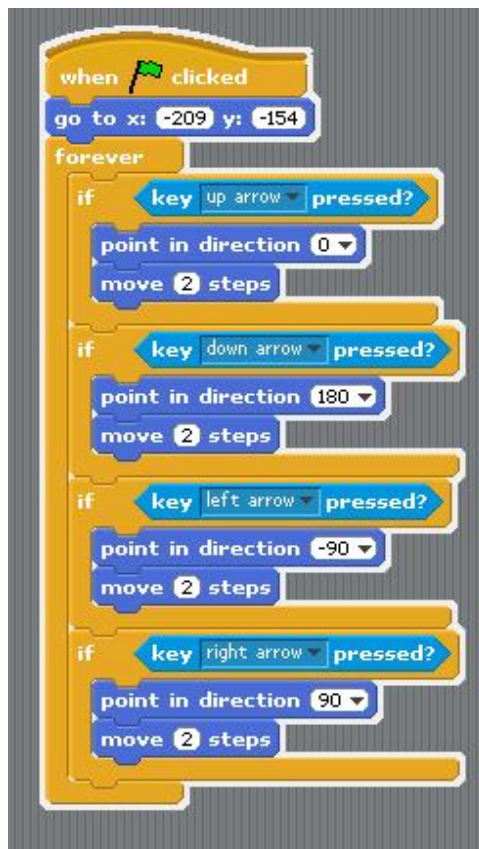 when clicked
go to x: -209 y: -154
forever
if key up arrow pressed?
point in direction 0
move 2 steps
if key down arrow pressed?
point in direction 180
move 2 steps
if key left arrow pressed?
point in direction -90
move 2 steps
if key right arrow pressed?
point in direction 90
move 2 steps